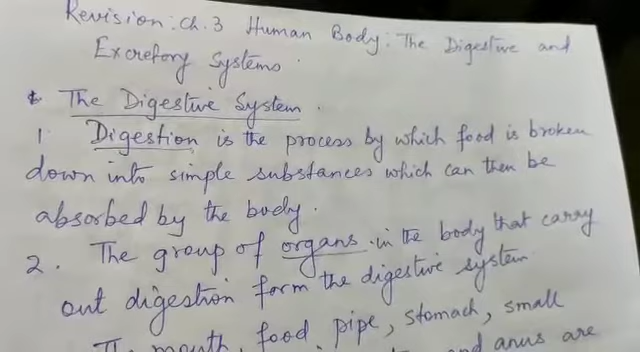 Revision: Ch. 3 Human Body: The Digestive and
Excretory Systems.
* The Digestive System.
1. Digestion is the process by which food is broken
down into simple substances which can then be
absorbed by the body.
2. The group of organs in the body that carry
out digestion form the digestive system
mouth, food pipe, stomach, small
and anus are